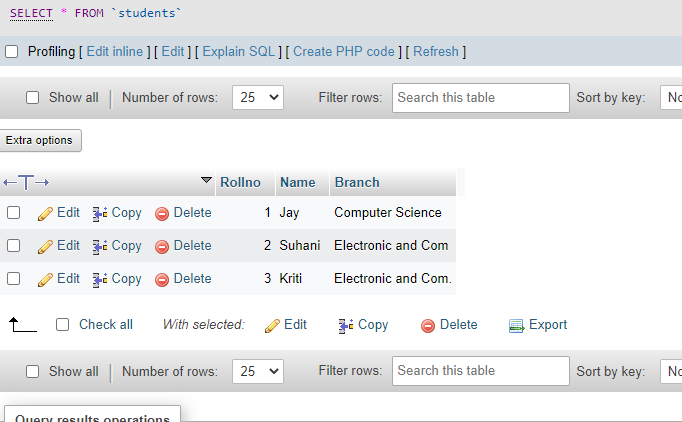 SELECT * FROM `students`
Profiling [ Edit inline ] [ Edit ] [ Explain SQL ] [ Create PHP code ] [ Refresh ]
Show all Number of rows: 25 Filter rows: Search this table Sort by key: No
Extra options
Rollno Name Branch
Edit Copy Delete 1 Jay Computer Science
Edit Copy Delete 2 Suhani Electronic and Com
Edit Copy Delete 3 Kriti Electronic and Com.
Check all With selected: Edit Copy Delete Export
Show all Number of rows: 25 Filter rows: Search this table Sort by key: No
Query results operations